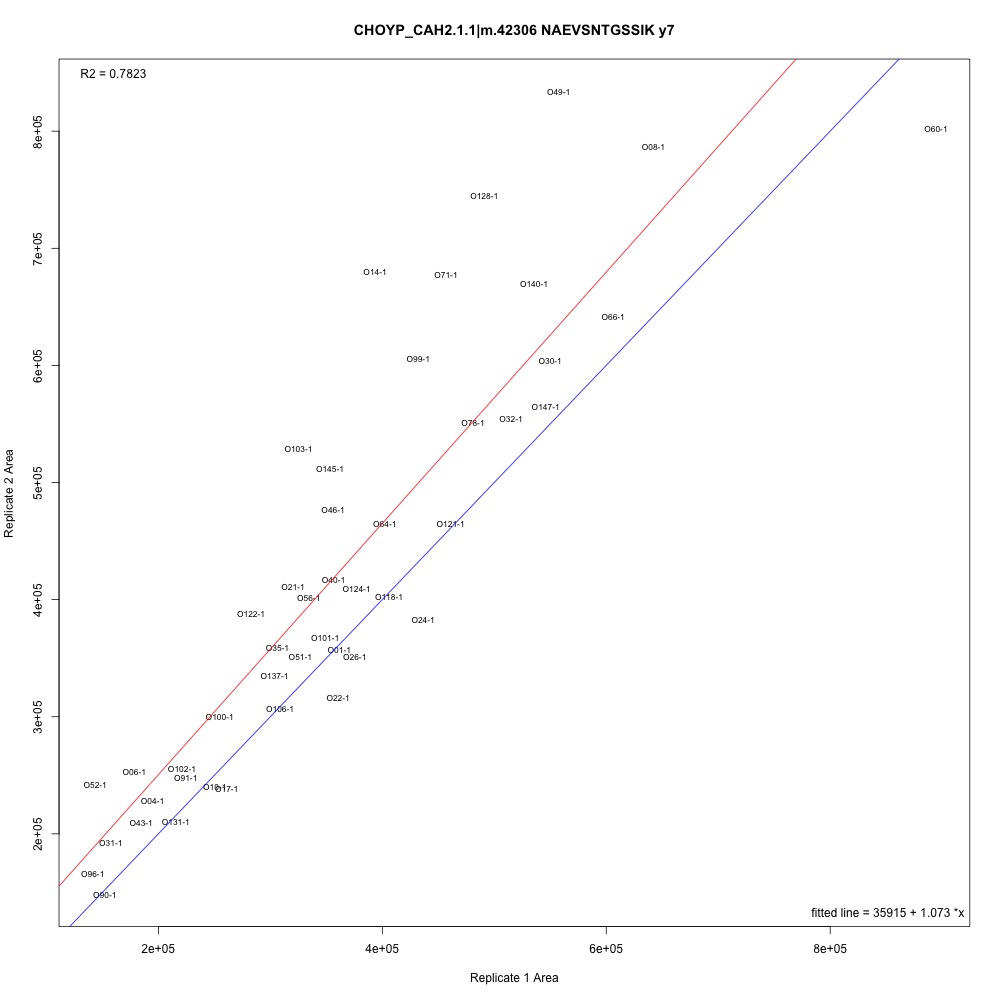 CHOYP_CAH2.1.1|m.42306 NAEVSNTGSSIK y7
R2 = 0.7823
O49-1
O60-1
O08-1
O128-1
O14-1
O71-1
O140-1
O66-1
O99-1
O30-1
O147-1
O32-1
O78-1
O103-1
O145-1
O46-1
O64-1
O121-1
O40-1
O21-1
O124-1
O56-1
O118-1
O122-1
O24-1
O101-1
O35-1
O01-1
O51-1
O26-1
O137-1
O22-1
O106-1
O100-1
O102-1
O06-1
O91-1
O52-1
O17-1
O04-1
O43-1
O131-1
O31-1
O96-1
O90-1
fitted line = 35915 + 1.073 *x
8e+05
7e+05
6e+05
5e+05
4e+05
3e+05
2e+05
Replicate 2 Area
2e+05
4e+05
6e+05
8e+05
Replicate 1 Area